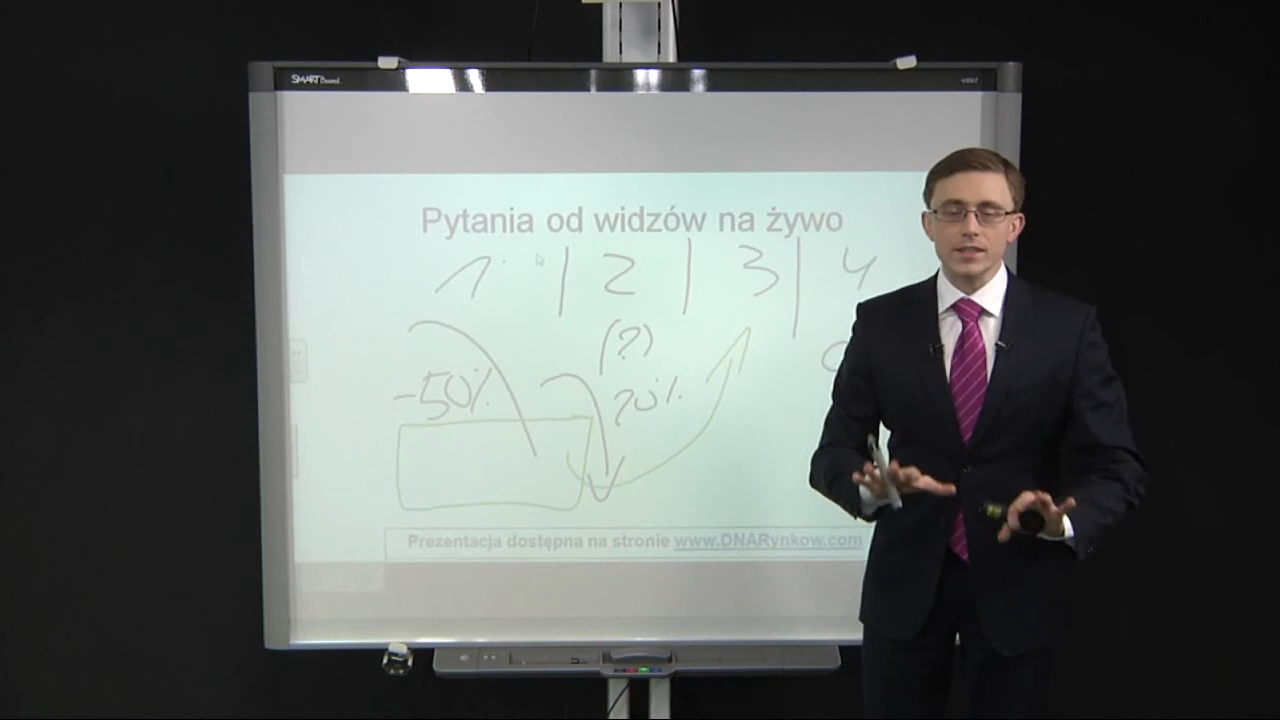 SMART Board
Pytania od widzów na żywo
1 | 2 | 3 | 4
(?)
-50%
20%
Prezentacja dostępna na stronie www.DNARynkow.com